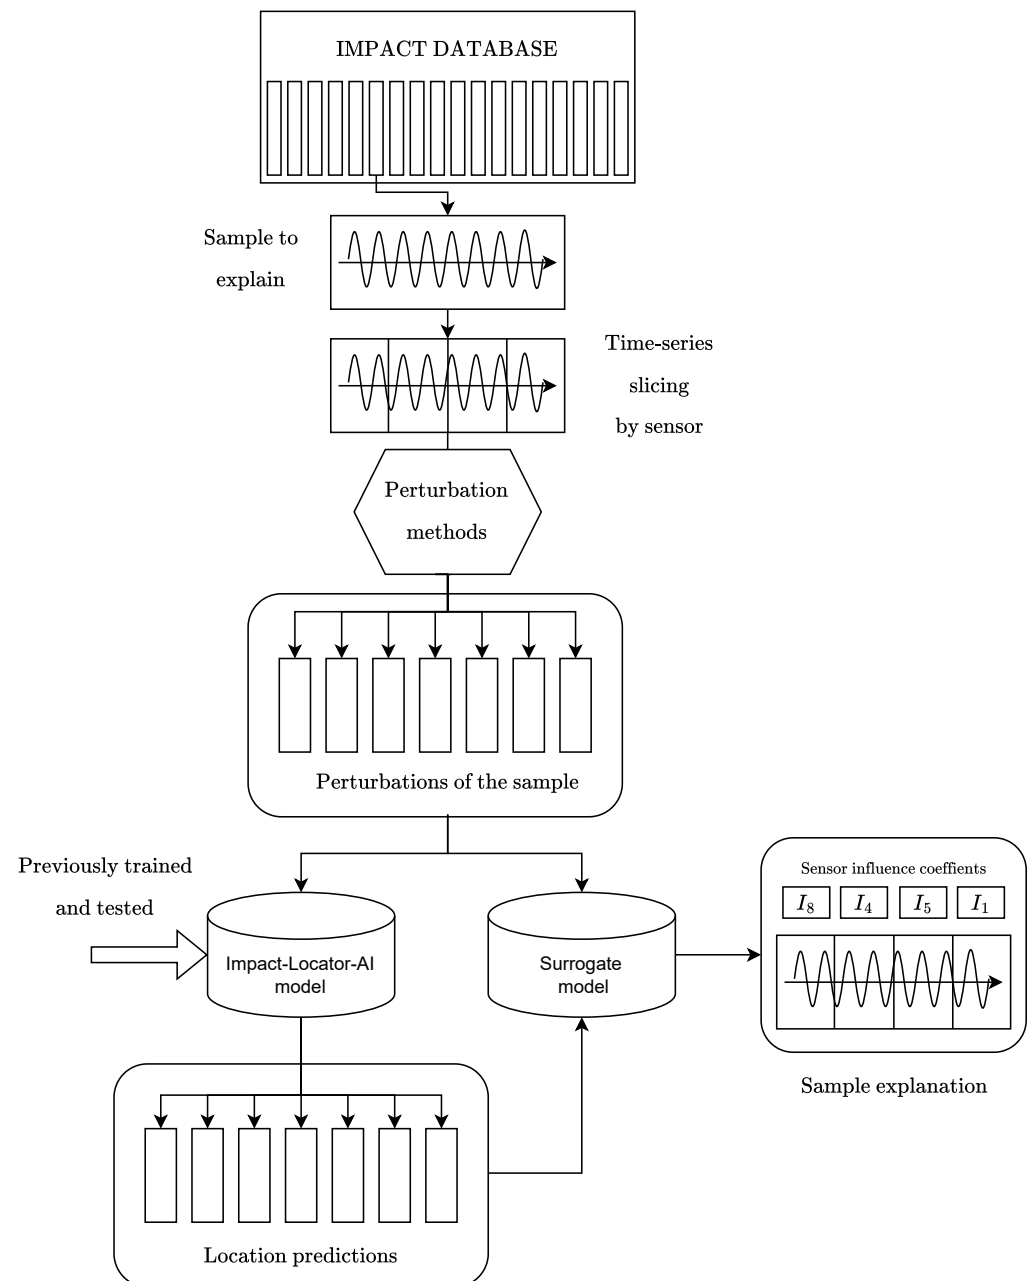 IMPACT DATABASE
Sample to
explain
Time-series
slicing
by sensor
Perturbation
methods
Perturbations of the sample
Previously trained
and tested
Impact-Locator-AI
model
Surrogate
model
Sensor influence coeffients
I₈ I₄ I₅ I₁
Sample explanation
Location predictions